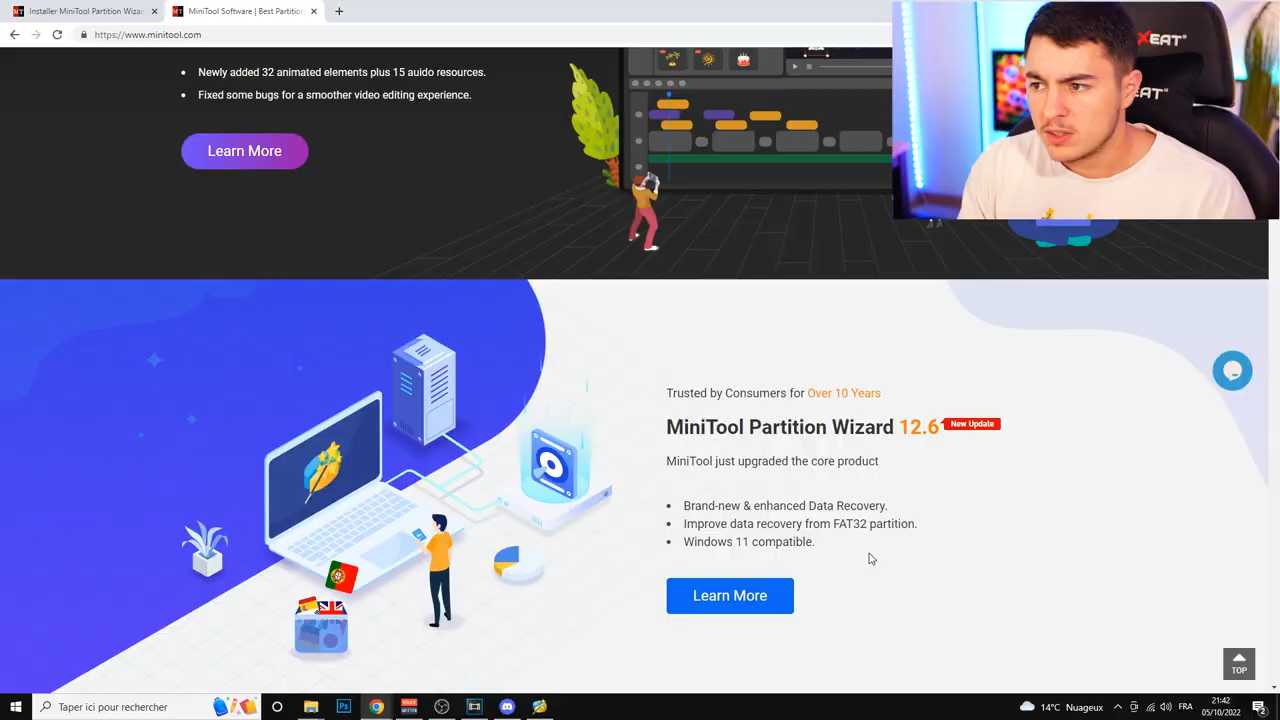 Installer MiniTool Partition Wizar
MiniTool Software | Best Partition
https://www.minitool.com
Newly added 32 animated elements plus 15 auido resources.
Fixed some bugs for a smoother video editing experience.
Learn More
Trusted by Consumers for Over 10 Years
MiniTool Partition Wizard 12.6 New Update
MiniTool just upgraded the core product
Brand-new & enhanced Data Recovery.
Improve data recovery from FAT32 partition.
Windows 11 compatible.
Learn More
TOP
Taper ici pour rechercher
Ps
14°C Nuageux
FRA
21:42
05/10/2022
2